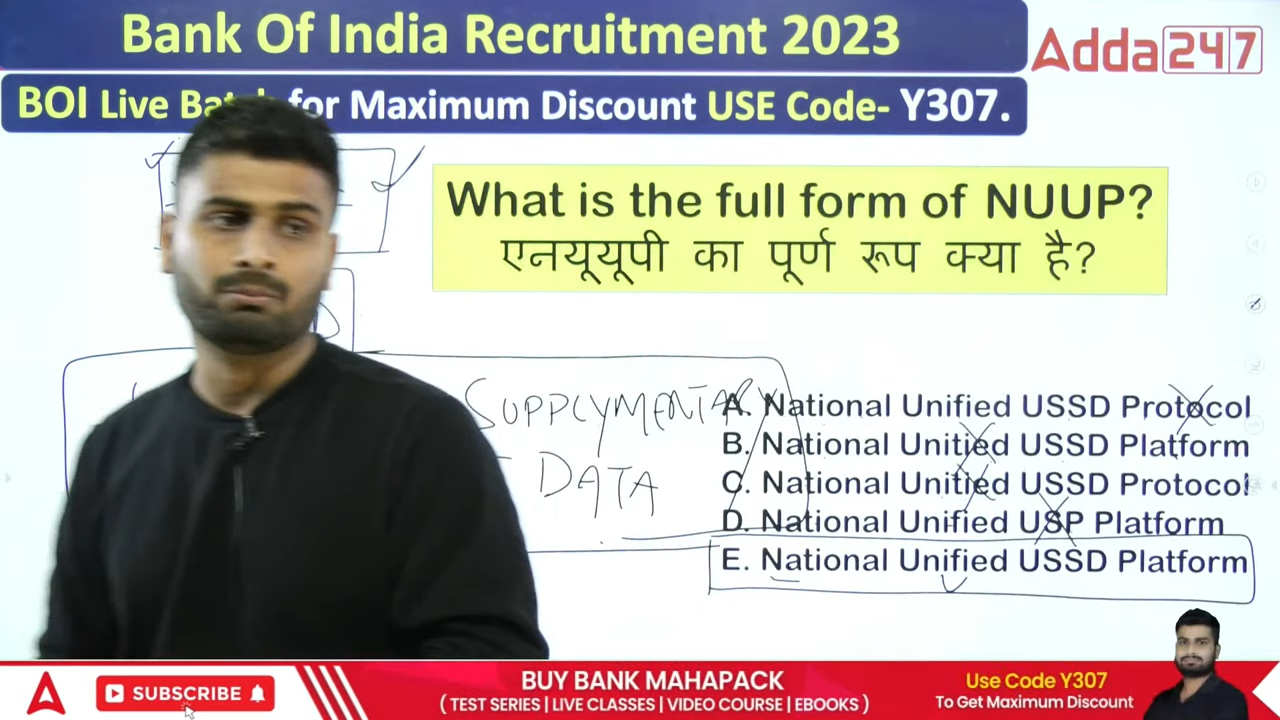 Bank Of India Recruitment 2023
Adda247
BOI Live Batch for Maximum Discount USE Code- Y307.
What is the full form of NUUP?
एनयूयूपी का पूर्ण रूप क्या है?
SUPPLYMENTARY
DATA
A. National Unified USSD Protocol
B. National Unitied USSD Platform
C. National Unitied USSD Protocol
D. National Unified USP Platform
E. National Unified USSD Platform
SUBSCRIBE
BUY BANK MAHAPACK
( TEST SERIES | LIVE CLASSES | VIDEO COURSE | EBOOKS )
Use Code Y307
To Get Maximum Discount